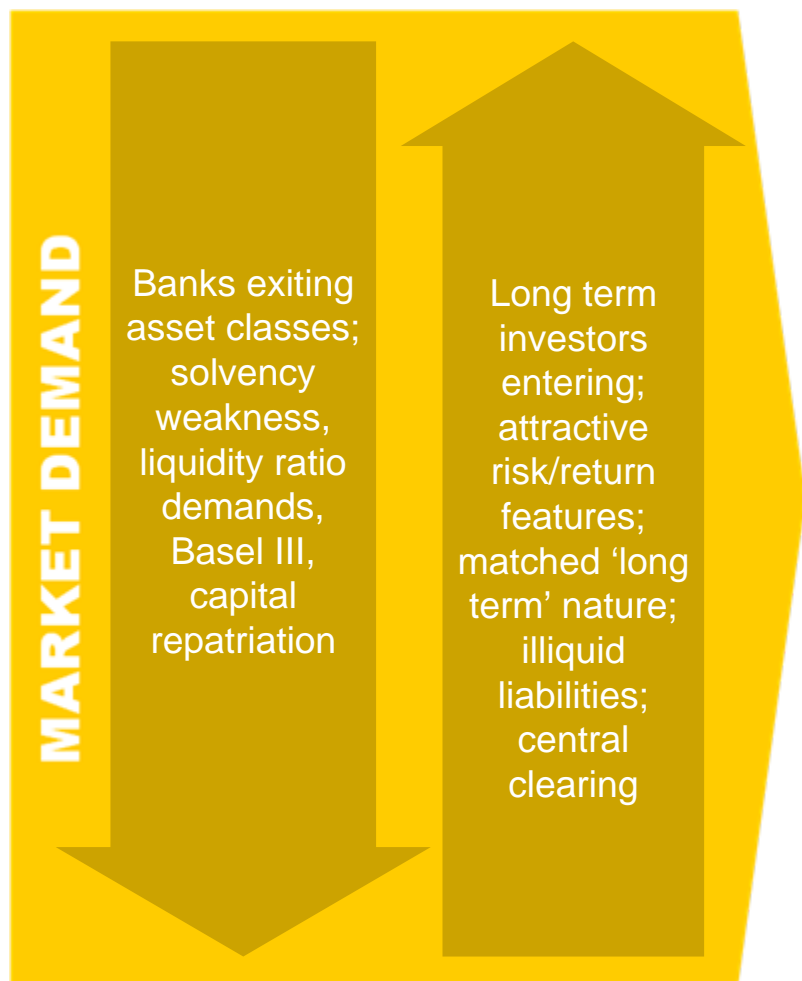 MARKET DEMAND
Banks exiting
asset classes;
solvency
weakness,
liquidity ratio
demands,
Basel III,
capital
repatriation
Long term
investors
entering;
attractive
risk/return
features;
matched ‘long
term’ nature;
illiquid
liabilities;
central
clearing